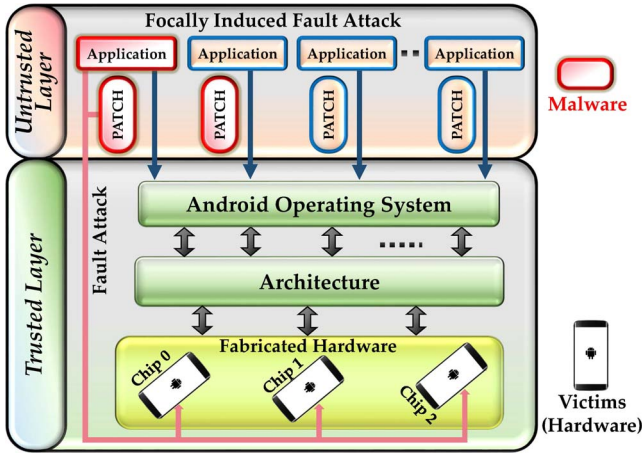 Focally Induced Fault Attack
Untrusted
Layer
Application
Application
Application
Application
PATCH
PATCH
PATCH
PATCH
Malware
Trusted Layer
Fault Attack
Android Operating System
Architecture
Fabricated Hardware
Chip 0
Chip 1
Chip 2
Victims
(Hardware)